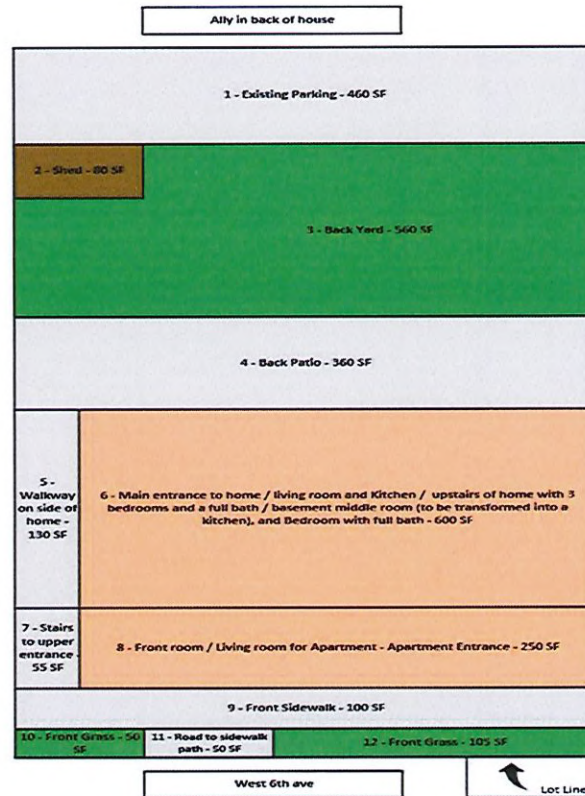 Ally in back of house
1 - Existing Parking - 460 SF
2 - Shed - 80 SF
3 - Back Yard - 560 SF
4 - Back Patio - 360 SF
5 -
Walkway
on side of
home -
130 SF
6 - Main entrance to home / living room and Kitchen / upstairs of home with 3
bedrooms and a full bath / basement middle room (to be transformed into a
kitchen), and Bedroom with full bath - 600 SF
7 - Stairs
to upper
entrance -
55 SF
8 - Front room / Living room for Apartment - Apartment Entrance - 250 SF
9 - Front Sidewalk - 100 SF
10 - Front Grass - 50
SF
11 - Road to sidewalk
path - 50 SF
12 - Front Grass - 105 SF
West 6th ave
Lot Line